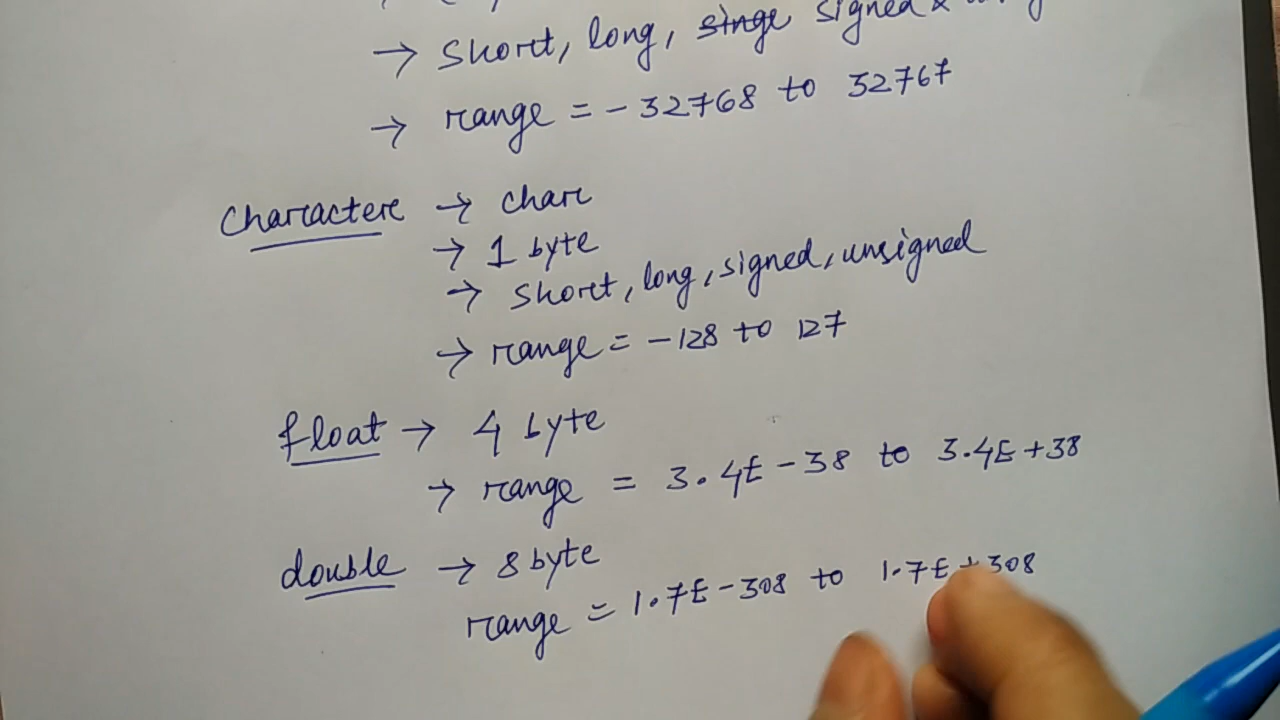 → Short, long, singe signed &
→ range = - 32768 to 32767
Character → char
→ 1 byte
→ short, long, signed, unsigned
→ range = -128 to 127
float → 4 byte
→ range = 3.4E-38 to 3.4E+38
double → 8 byte
range = 1.7E-308 to 1.7E+308